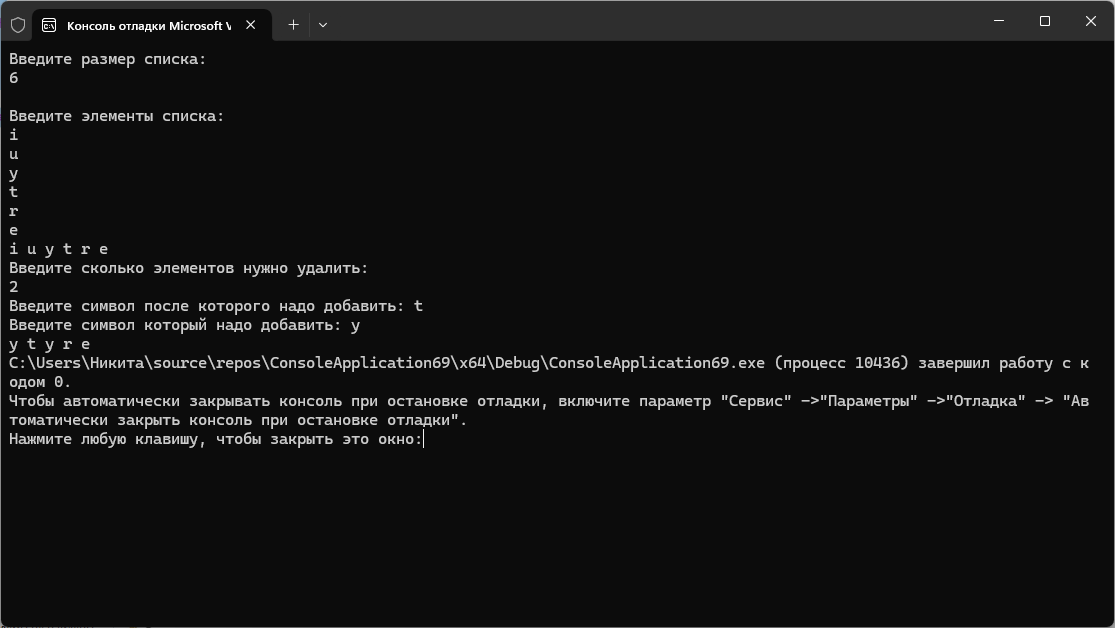 Консоль отладки Microsoft V
Введите размер списка:
6
Введите элементы списка:
i
u
y
t
r
e
i u y t r e
Введите сколько элементов нужно удалить:
2
Введите символ после которого надо добавить: t
Введите символ который надо добавить: y
y t y r e
C:\Users\Никита\source\repos\ConsoleApplication69\x64\Debug\ConsoleApplication69.exe (процесс 10436) завершил работу с к
одом 0.
Чтобы автоматически закрывать консоль при остановке отладки, включите параметр "Сервис" ->"Параметры" ->"Отладка" -> "Ав
томатически закрыть консоль при остановке отладки".
Нажмите любую клавишу, чтобы закрыть это окно: